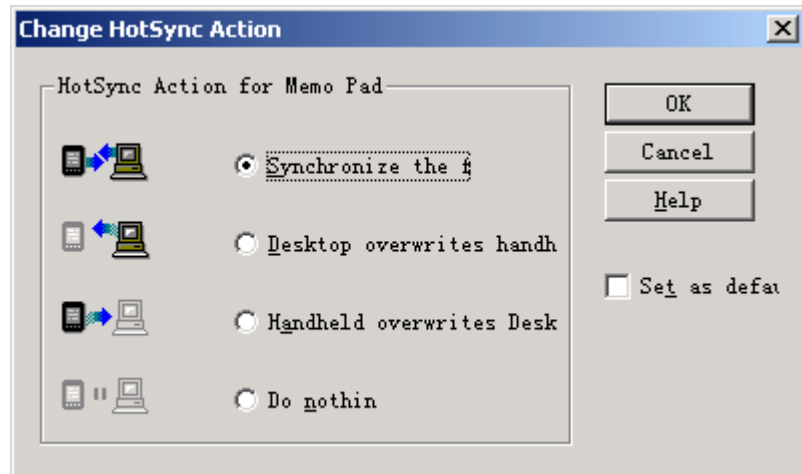 Change HotSync Action
HotSync Action for Memo Pad
Synchronize the f
Desktop overwrites handh
Handheld overwrites Desk
Do nothin
OK
Cancel
Help
Set as defau